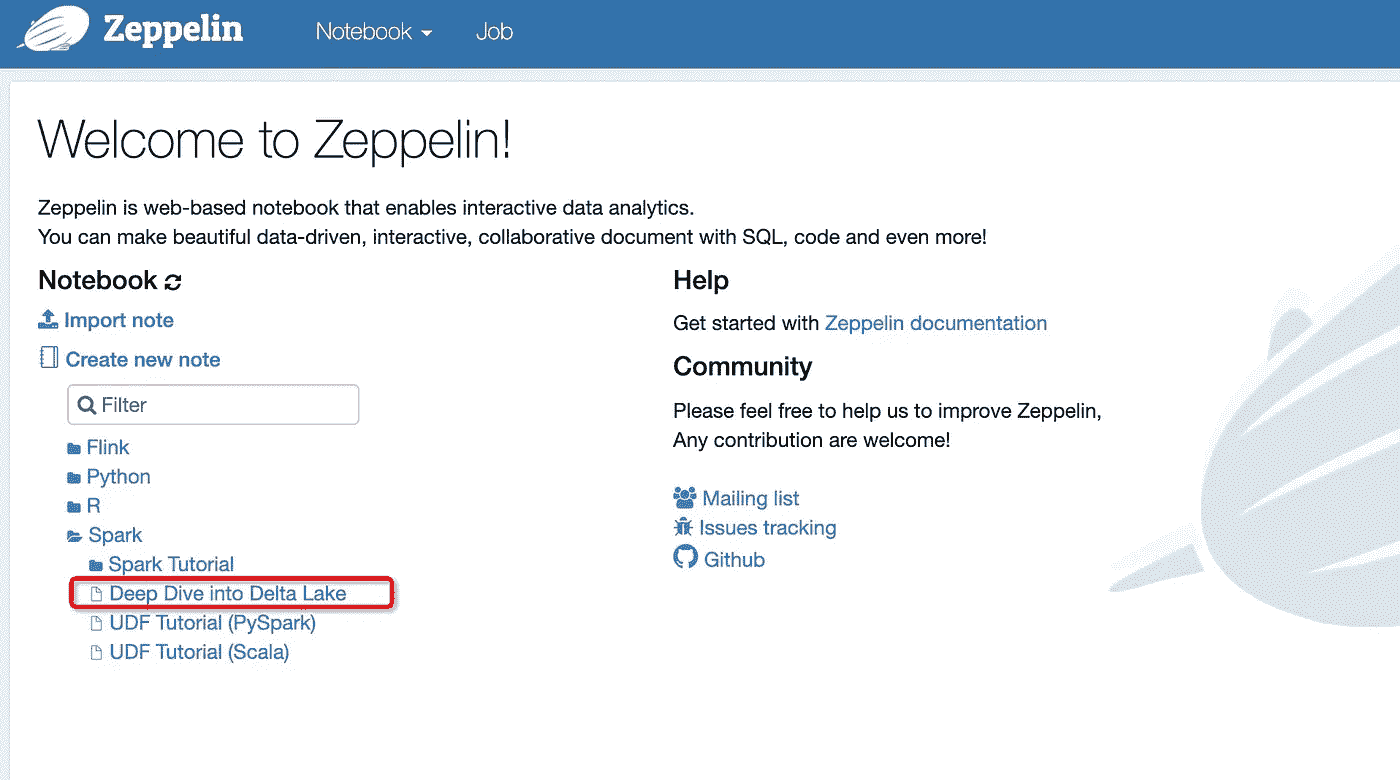 Zeppelin
Notebook
Job
Welcome to Zeppelin!
Zeppelin is web-based notebook that enables interactive data analytics.
You can make beautiful data-driven, interactive, collaborative document with SQL, code and even more!
Notebook
Import note
Create new note
Filter
Flink
Python
R
Spark
Spark Tutorial
Deep Dive into Delta Lake
UDF Tutorial (PySpark)
UDF Tutorial (Scala)
Help
Get started with Zeppelin documentation
Community
Please feel free to help us to improve Zeppelin,
Any contribution are welcome!
Mailing list
Issues tracking
Github